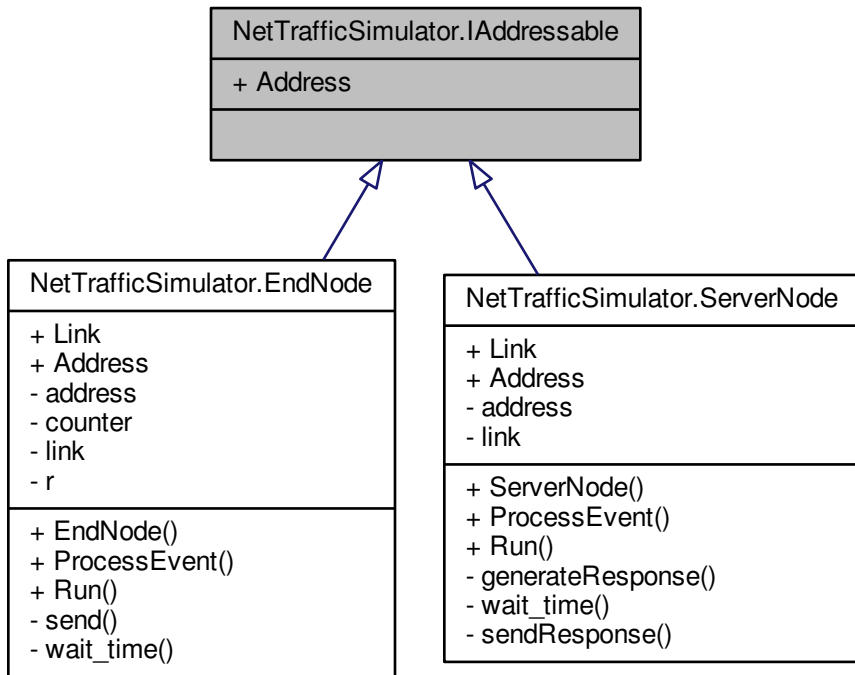 NetTrafficSimulator.IAddressable
+ Address
NetTrafficSimulator.EndNode
+ Link
+ Address
- address
- counter
- link
- r
+ EndNode()
+ ProcessEvent()
+ Run()
- send()
- wait_time()
NetTrafficSimulator.ServerNode
+ Link
+ Address
- address
- link
+ ServerNode()
+ ProcessEvent()
+ Run()
- generateResponse()
- wait_time()
- sendResponse()